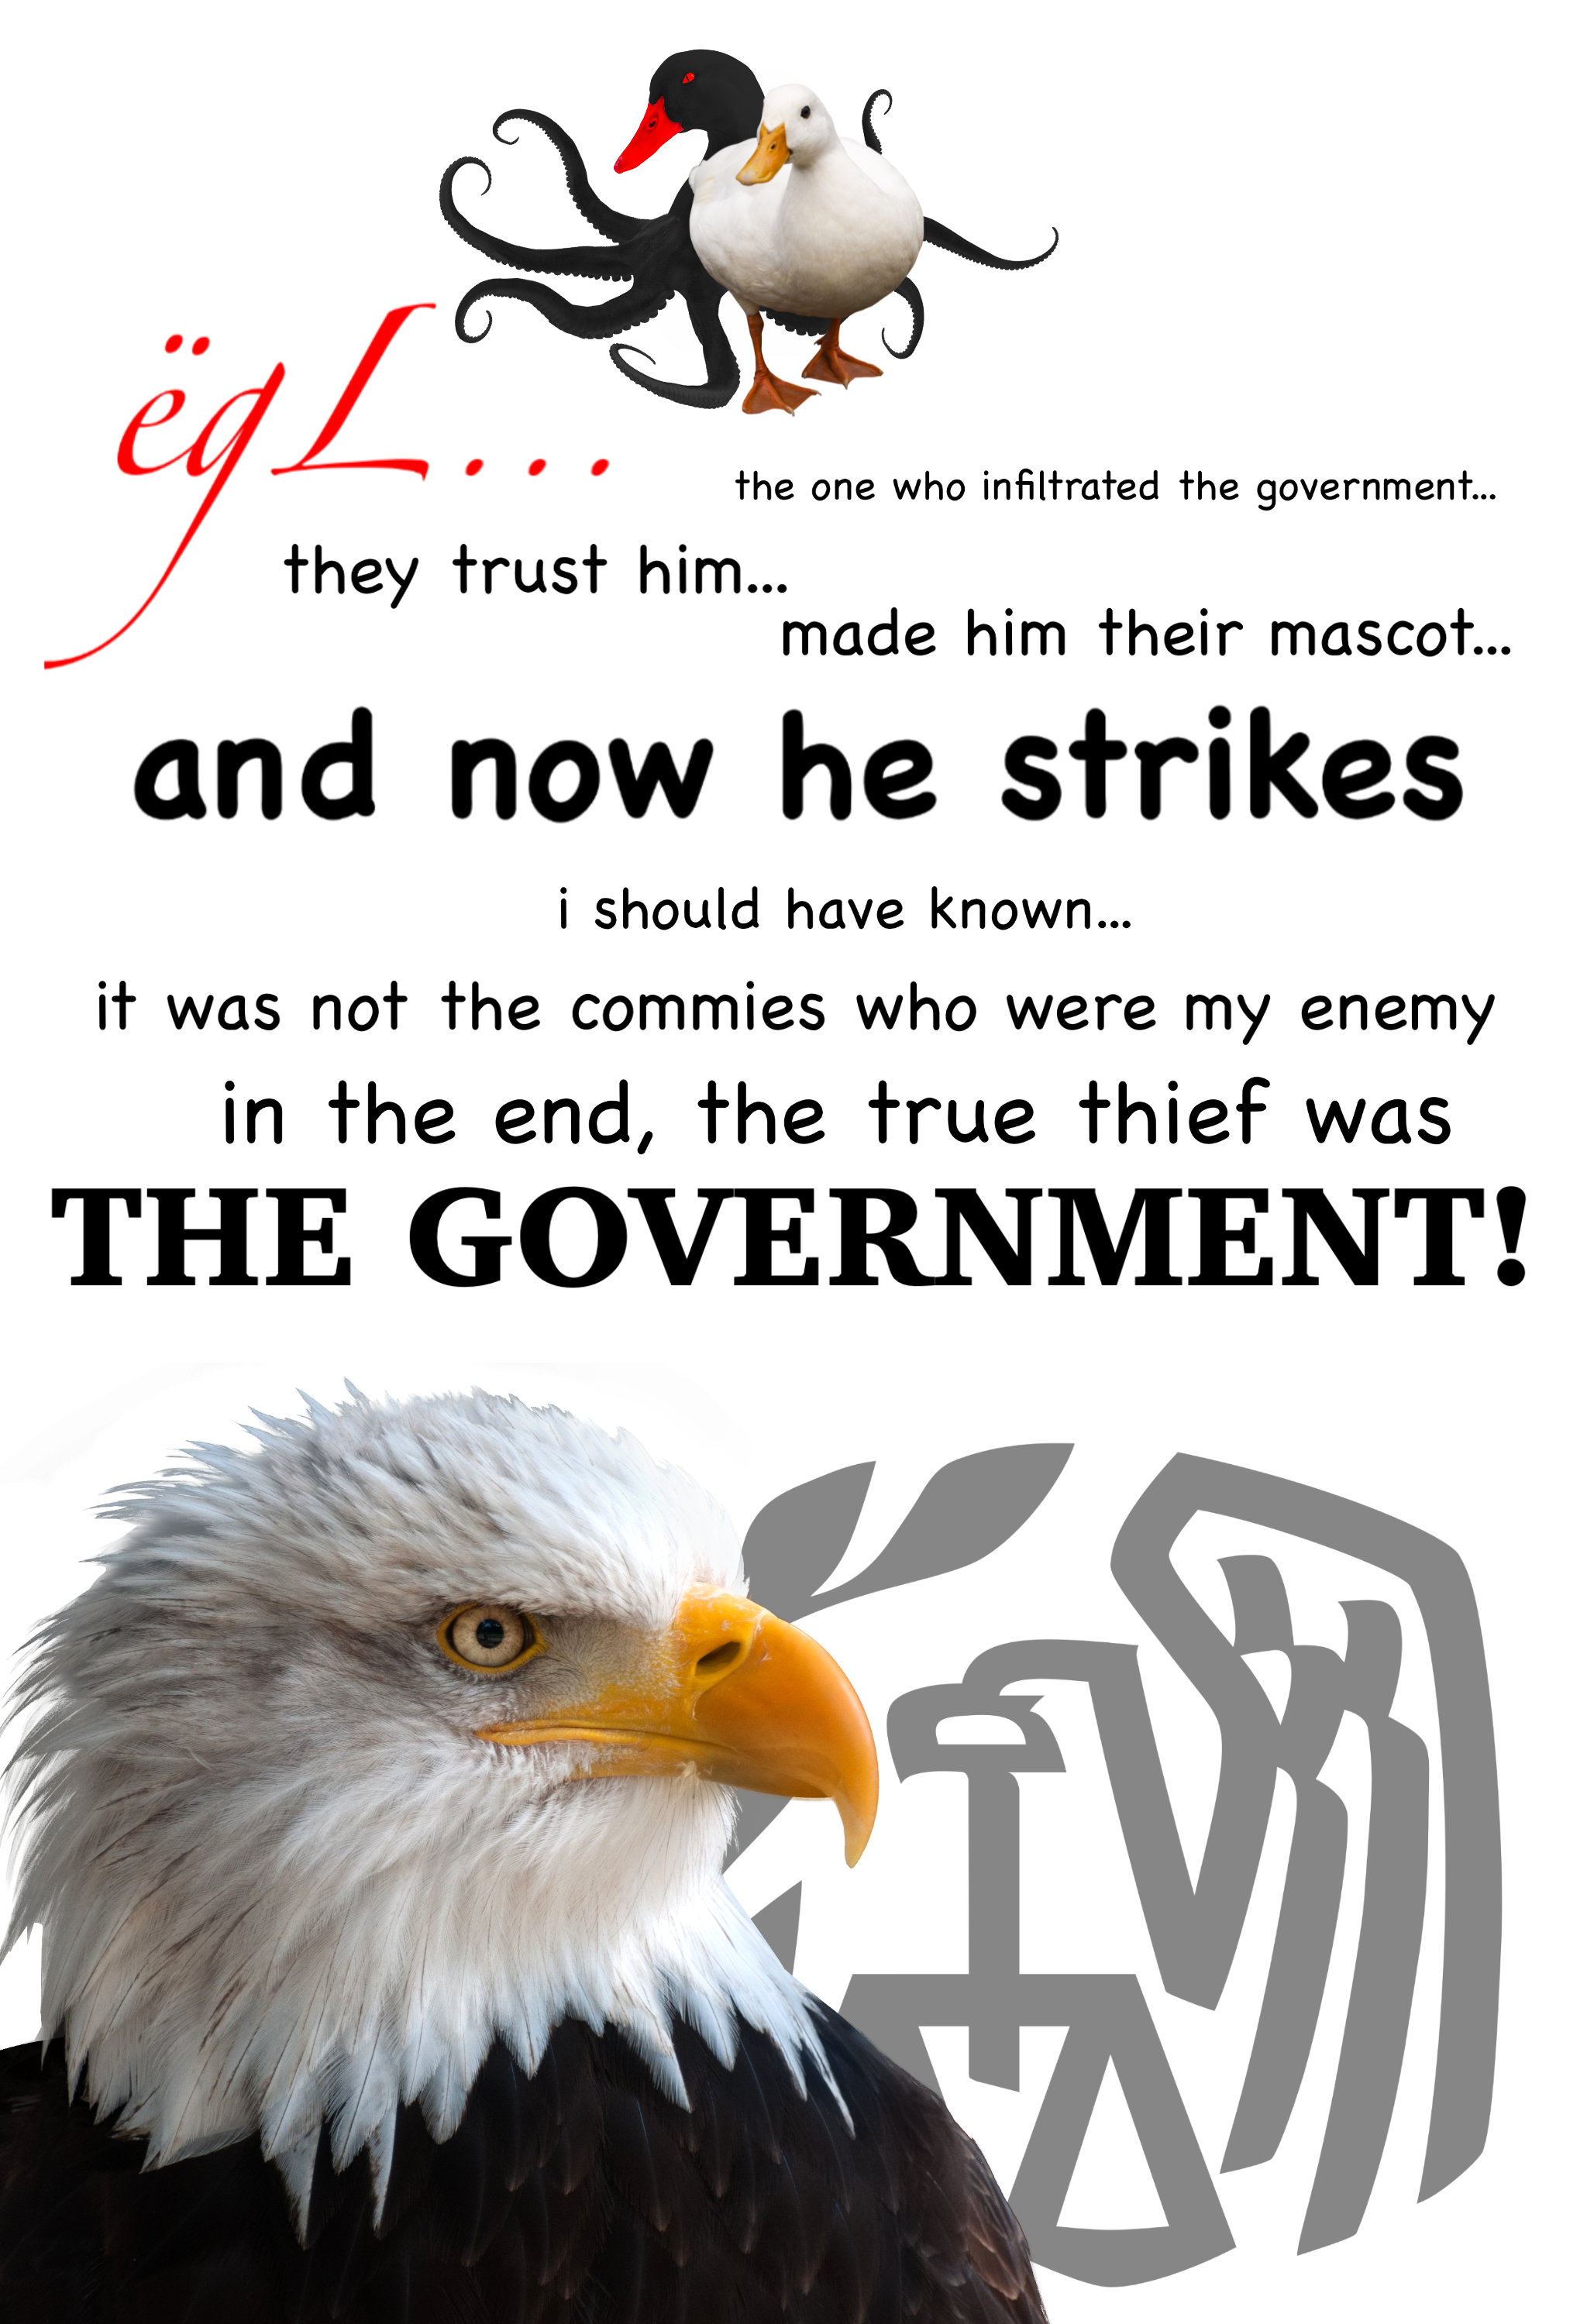 ëgL...
the one who infiltrated the government...
they trust him...
made him their mascot...
and now he strikes
i should have known...
it was not the commies who were my enemy
in the end, the true thief was
THE GOVERNMENT!